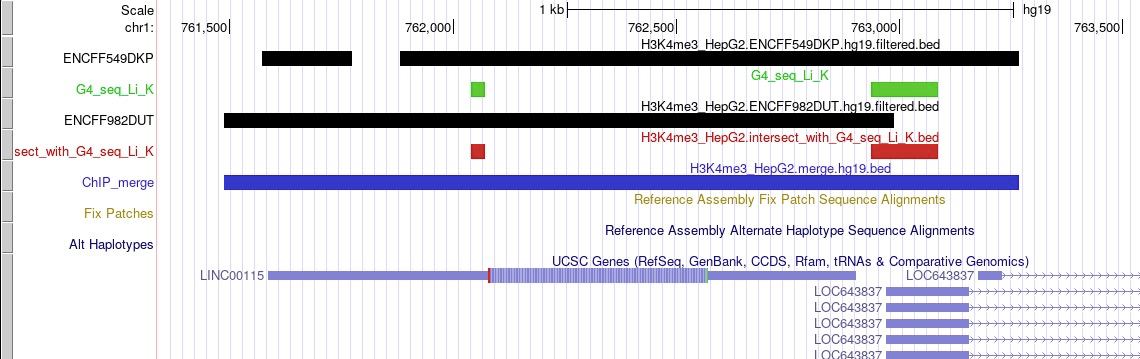 Scale 1 kb hg19
chr1: 761,500 762,000 762,500 763,000 763,500
H3K4me3_HepG2.ENCFF549DKP.hg19.filtered.bed
ENCFF549DKP
G4_seq_Li_K
G4_seq_Li_K
H3K4me3_HepG2.ENCFF982DUT.hg19.filtered.bed
ENCFF982DUT
H3K4me3_HepG2.intersect_with_G4_seq_Li_K.bed
sect_with_G4_seq_Li_K
H3K4me3_HepG2.merge.hg19.bed
ChIP_merge
Reference Assembly Fix Patch Sequence Alignments
Fix Patches
Reference Assembly Alternate Haplotype Sequence Alignments
Alt Haplotypes
UCSC Genes (RefSeq, GenBank, CCDS, Rfam, tRNAs & Comparative Genomics)
LINC00115 LOC643837
LOC643837
LOC643837
LOC643837
LOC643837
LOC643837